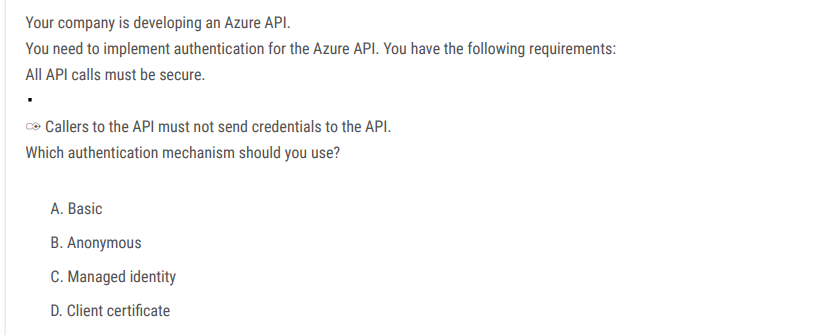 Your company is developing an Azure API.
You need to implement authentication for the Azure API. You have the following requirements:
All API calls must be secure.
▪
Callers to the API must not send credentials to the API.
Which authentication mechanism should you use?
A. Basic
B. Anonymous
C. Managed identity
D. Client certificate